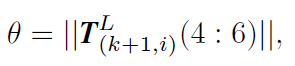 θ = ||𝑻^L_(k+1,i)(4 : 6)||,